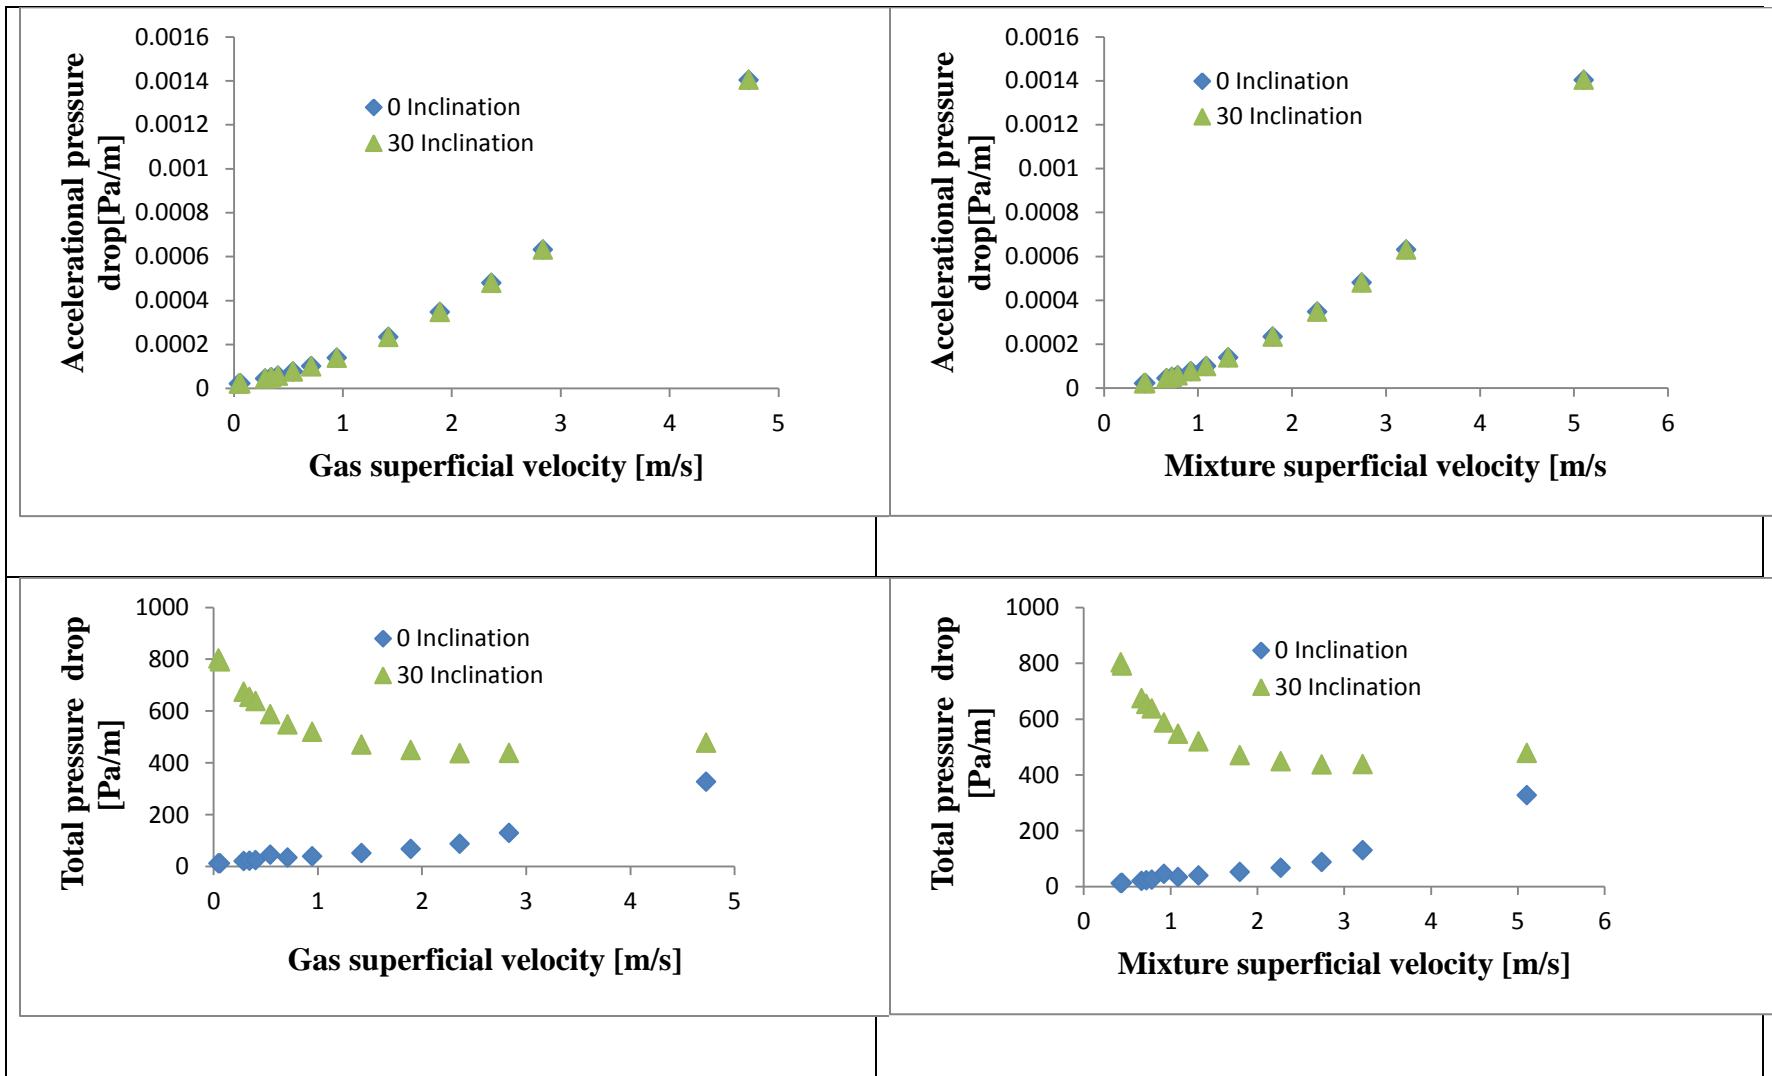 Accelerational pressure
drop[Pa/m]
0.0016
0.0014
0.0012
0.001
0.0008
0.0006
0.0004
0.0002
0
0 Inclination
30 Inclination
0 1 2 3 4 5
Gas superficial velocity [m/s]
Accelerational pressure
drop[Pa/m]
0.0016
0.0014
0.0012
0.001
0.0008
0.0006
0.0004
0.0002
0
0 Inclination
30 Inclination
0 1 2 3 4 5 6
Mixture superficial velocity [m/s
Total pressure drop
[Pa/m]
1000
800
600
400
200
0
0 Inclination
30 Inclination
0 1 2 3 4 5
Gas superficial velocity [m/s]
Total pressure drop
[Pa/m]
1000
800
600
400
200
0
0 Inclination
30 Inclination
0 1 2 3 4 5 6
Mixture superficial velocity [m/s]